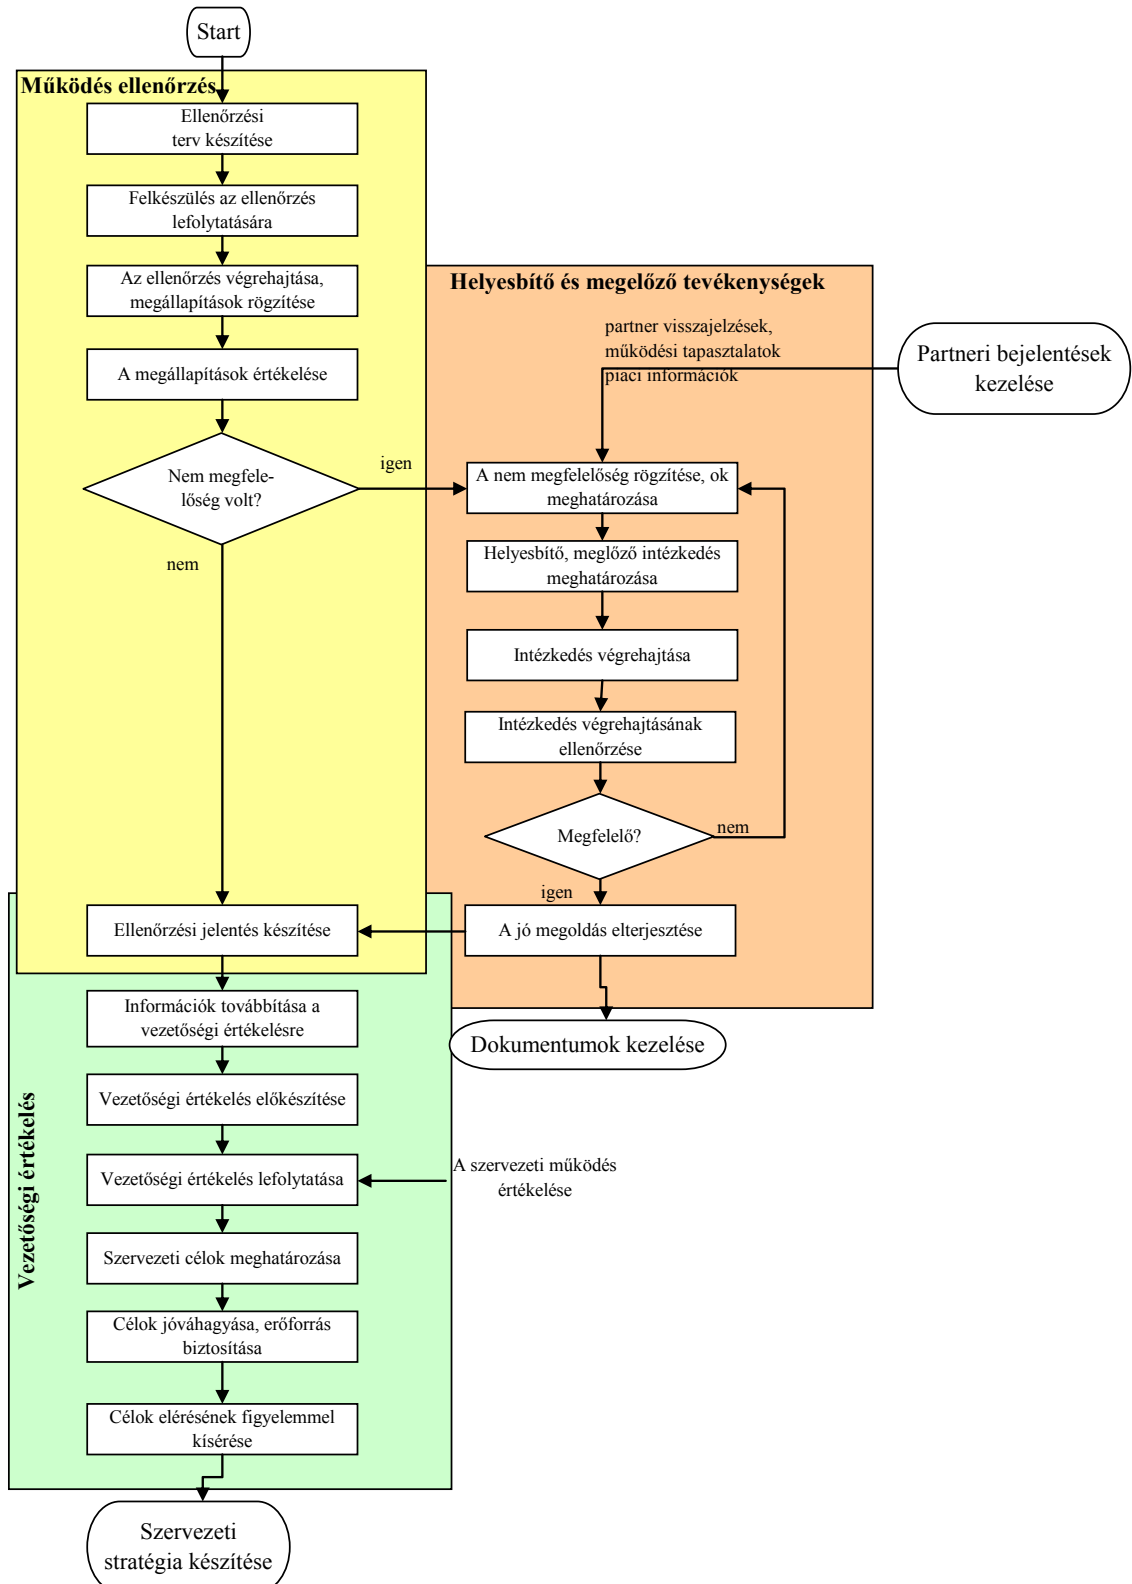 Start
Működés ellenőrzés
Ellenőrzési
terv készítése
Felkészülés az ellenőrzés
lefolytatására
Az ellenőrzés végrehajtása,
megállapítások rögzítése
A megállapítások értékelése
Nem megfele-
lőség volt?
igen
nem
Helyesbítő és megelőző tevékenységek
partner visszajelzések,
működési tapasztalatok
piaci információk
Partneri bejelentések
kezelése
A nem megfelelőség rögzítése, ok
meghatározása
Helyesbítő, meglőző intézkedés
meghatározása
Intézkedés végrehajtása
Intézkedés végrehajtásának
ellenőrzése
Megfelelő?
nem
igen
Ellenőrzési jelentés készítése
A jó megoldás elterjesztése
Információk továbbítása a
vezetőségi értékelésre
Dokumentumok kezelése
Vezetőségi értékelés
Vezetőségi értékelés előkészítése
Vezetőségi értékelés lefolytatása
A szervezeti működés
értékelése
Szervezeti célok meghatározása
Célok jóváhagyása, erőforrás
biztosítása
Célok elérésének figyelemmel
kísérése
Szervezeti
stratégia készítése